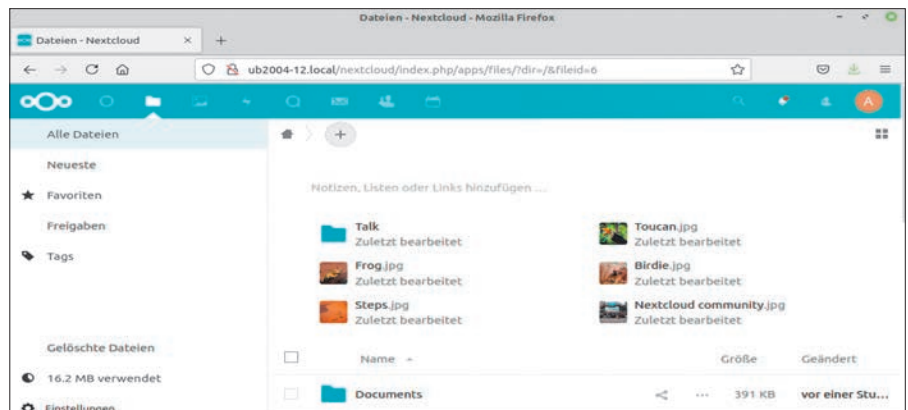 Dateien - Nextcloud - Mozilla Firefox
Dateien - Nextcloud × +
ub2004-12.local/nextcloud/index.php/apps/files/?dir=/&fileid=6
A
Alle Dateien
Neueste
Favoriten
Freigaben
Tags
Gelöschte Dateien
16.2 MB verwendet
Einstellungen
Notizen, Listen oder Links hinzufügen ...
Talk
Zuletzt bearbeitet
Toucan.jpg
Zuletzt bearbeitet
Frog.jpg
Zuletzt bearbeitet
Birdie.jpg
Zuletzt bearbeitet
Steps.jpg
Zuletzt bearbeitet
Nextcloud community.jpg
Zuletzt bearbeitet
Name Größe Geändert
Documents 391 KB vor einer Stu...